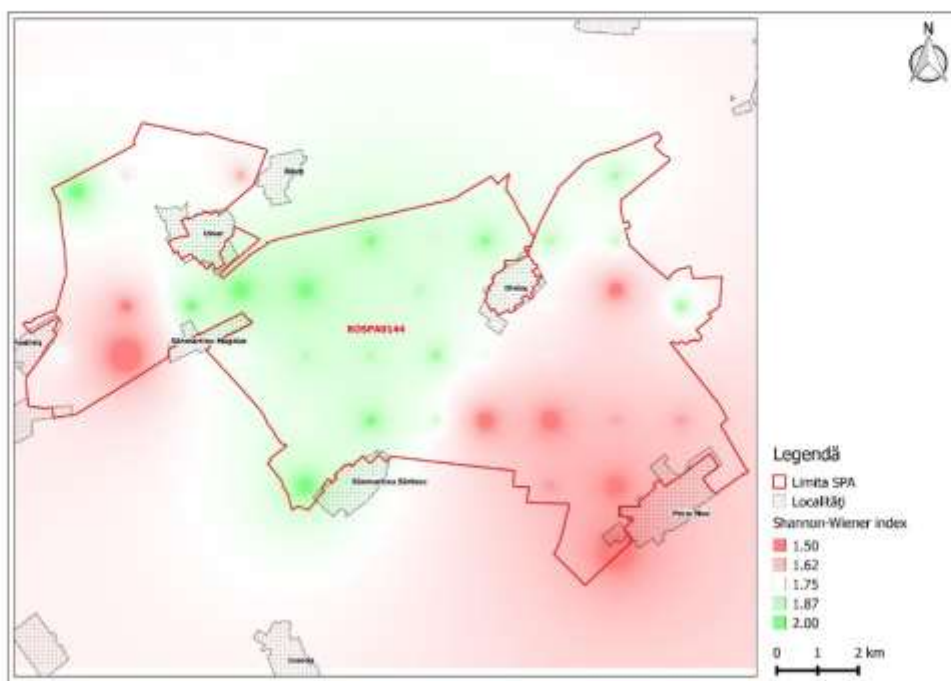 N
Uivar
ROSPA0144
Sânmartinu Maghiar
Sânmartinu Sârbesc
Peciu Nou
Legendă
Limita SPA
Localități
Shannon-Wiener index
1.50
1.62
1.75
1.87
2.00
0 1 2 km